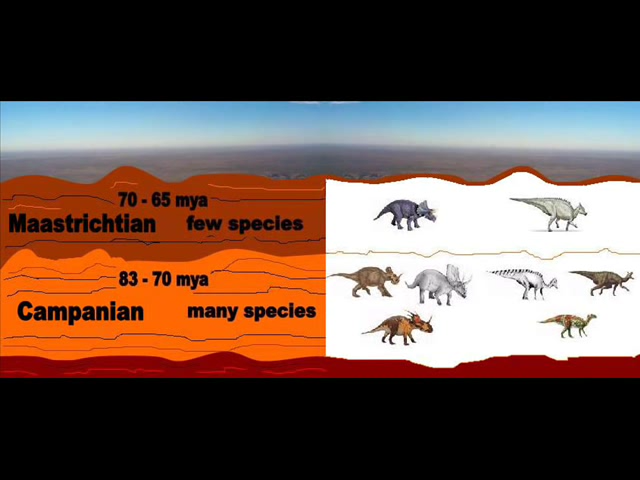 70 - 65 mya
Maastrichtian few species
83 - 70 mya
Campanian many species